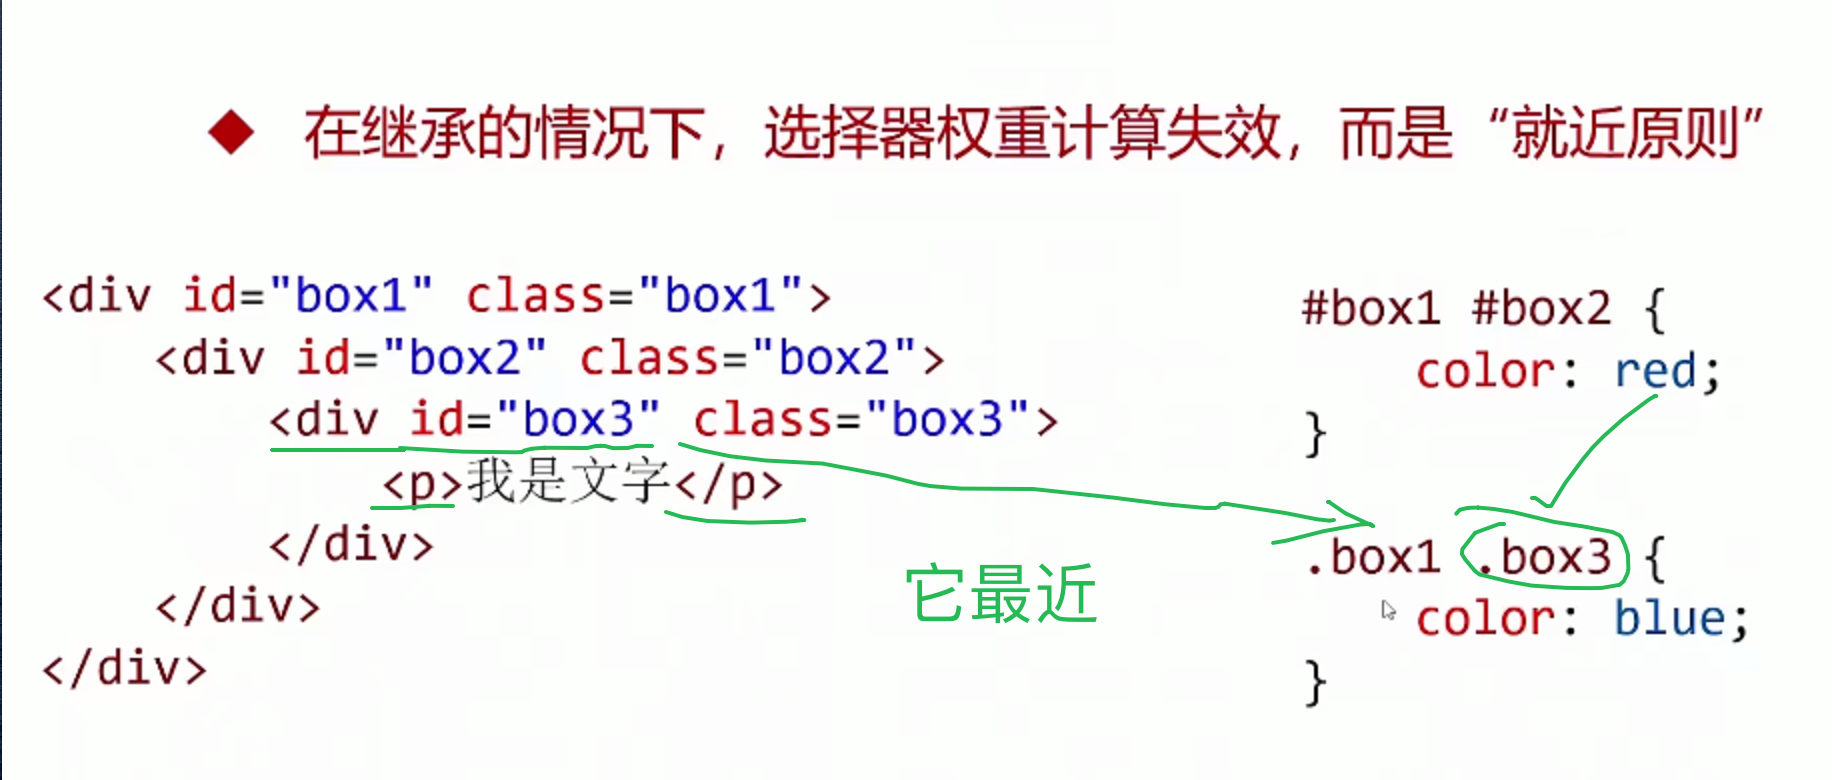 ◆ 在继承的情况下，选择器权重计算失效，而是“就近原则”
<div id="box1" class="box1">
<div id="box2" class="box2">
<div id="box3" class="box3">
<p>我是文字</p>
</div>
</div>
</div>
#box1 #box2 {
color: red;
}
.box1 .box3 {
color: blue;
}
它最近